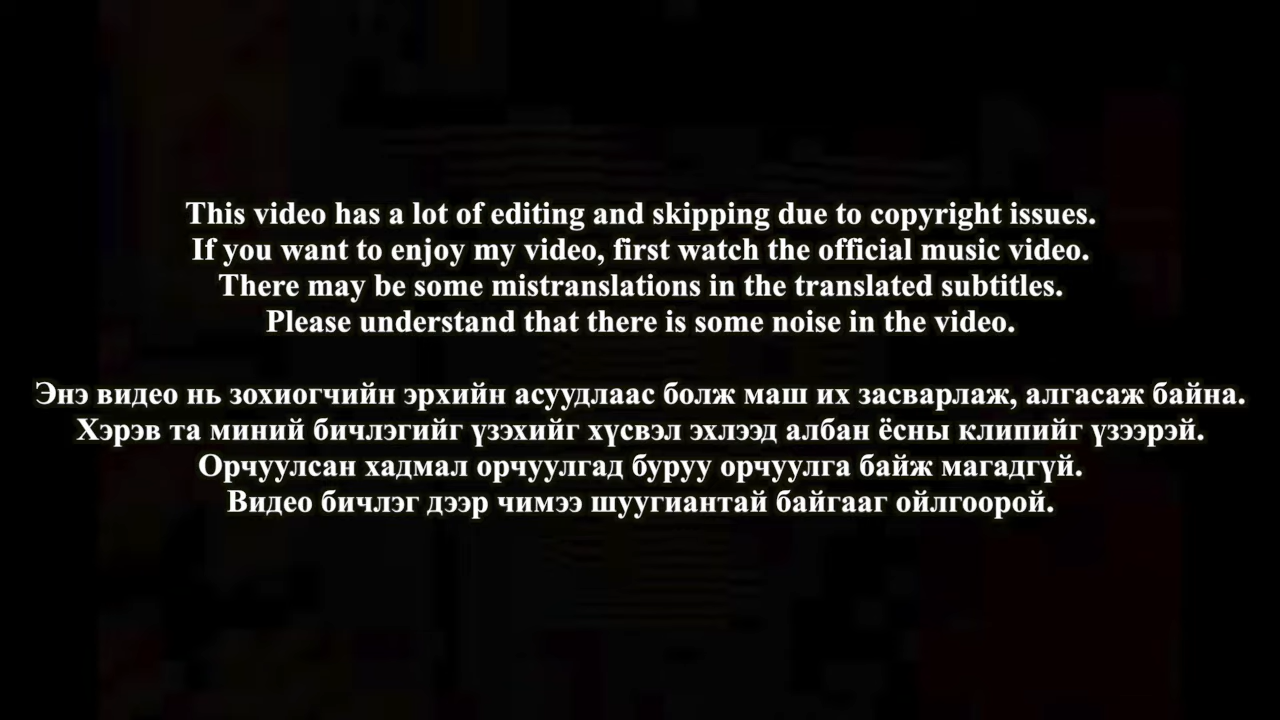 This video has a lot of editing and skipping due to copyright issues.
If you want to enjoy my video, first watch the official music video.
There may be some mistranslations in the translated subtitles.
Please understand that there is some noise in the video.
Энэ видео нь зохиогчийн эрхийн асуудлаас болж маш их засварлаж, алгасаж байна.
Хэрэв та миний бичлэгийг үзэхийг хүсвэл эхлээд албан ёсны клипийг үзээрэй.
Орчуулсан хадмал орчуулгад буруу орчуулга байж магадгүй.
Видео бичлэг дээр чимээ шуугиантай байгааг ойлгоорой.